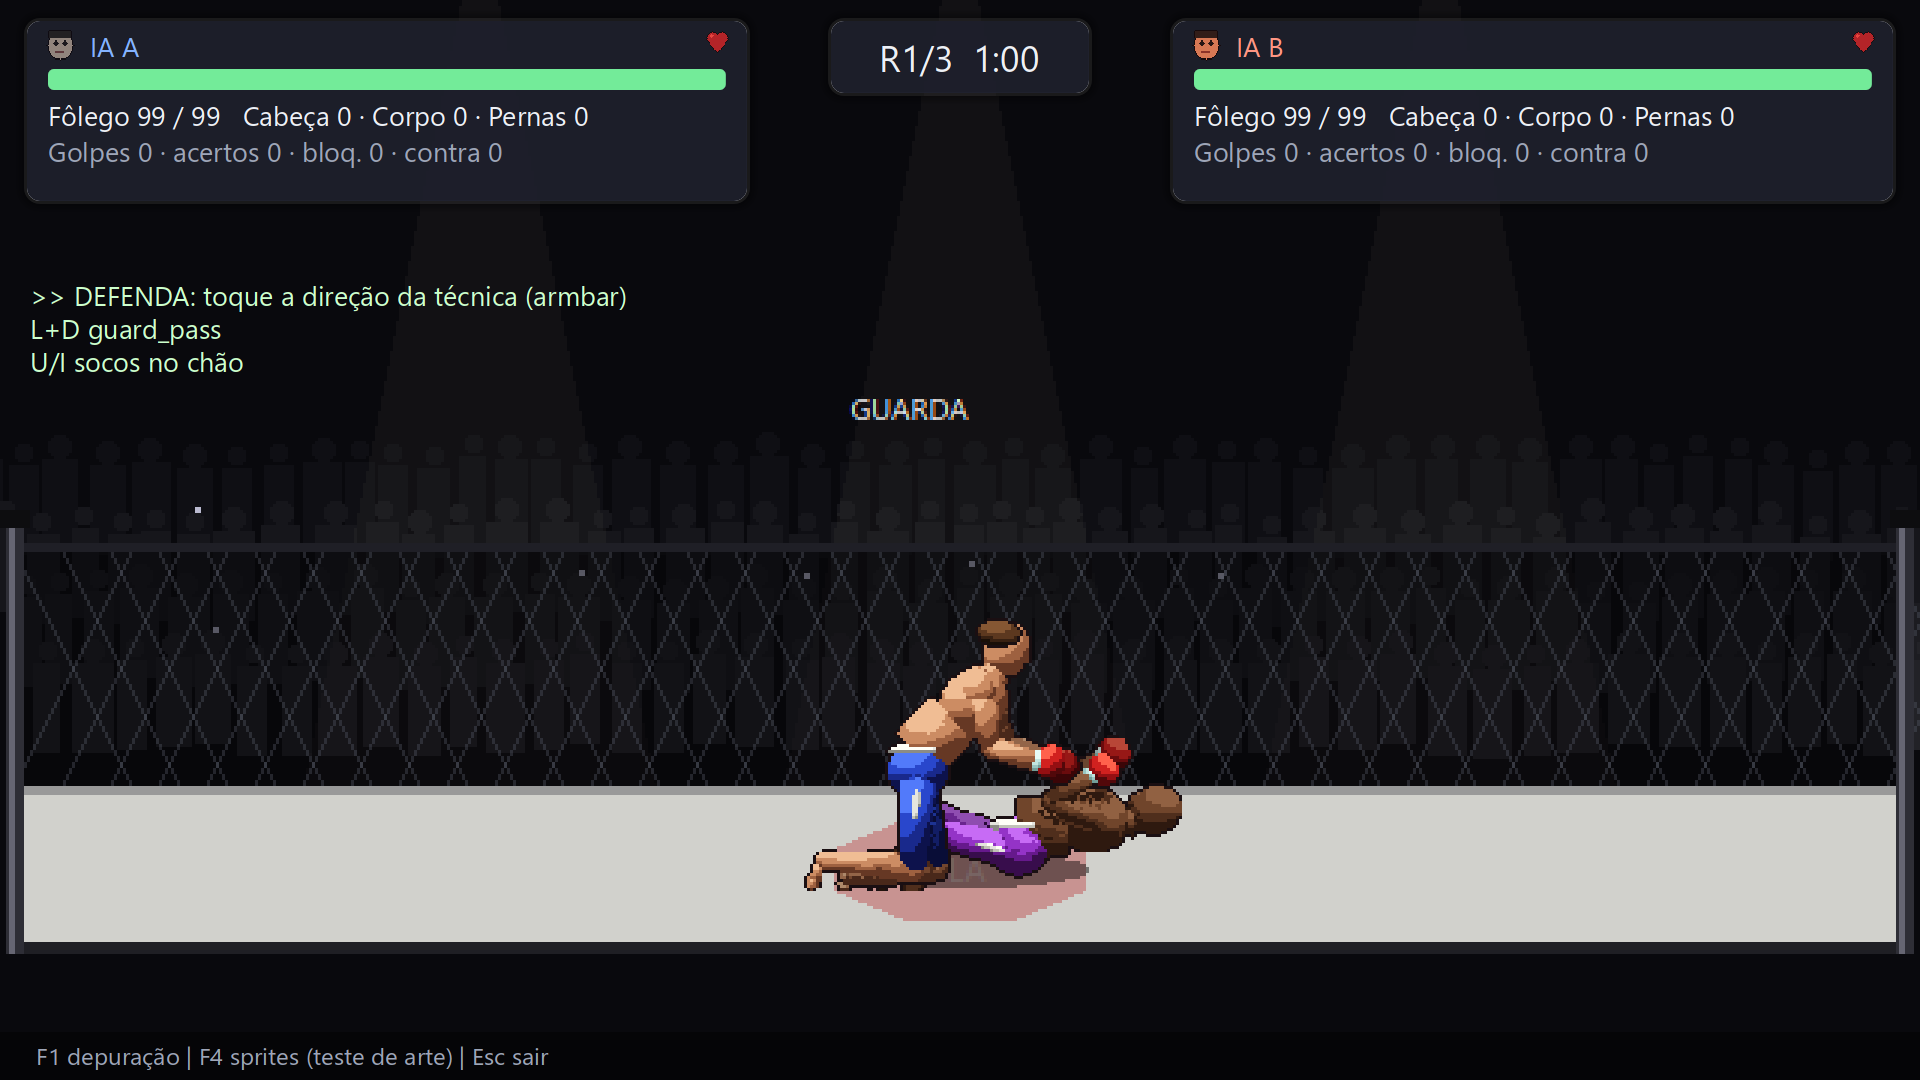 IA A
Fôlego 99 / 99 Cabeça 0 · Corpo 0 · Pernas 0
Golpes 0 · acertos 0 · bloq. 0 · contra 0
R1/3 1:00
IA B
Fôlego 99 / 99 Cabeça 0 · Corpo 0 · Pernas 0
Golpes 0 · acertos 0 · bloq. 0 · contra 0
>> DEFENDA: toque a direção da técnica (armbar)
L+D guard_pass
U/I socos no chão
GUARDA
F1 depuração | F4 sprites (teste de arte) | Esc sair